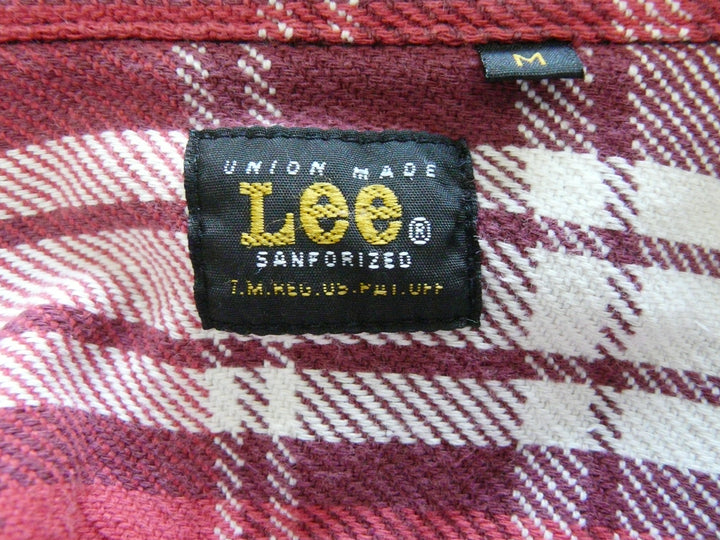 M
UNION MADE
Lee®
SANFORIZED
T.M.REG.US.PAT.OFF